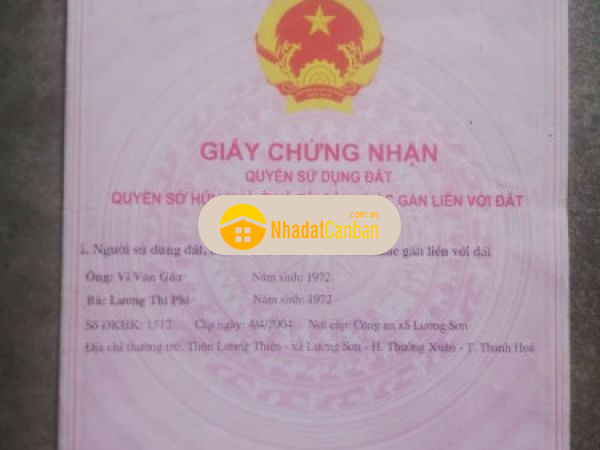 GIẤY CHỨNG NHẬN
QUYỀN SỬ DỤNG ĐẤT
QUYỀN SỞ HỮU GẮN LIỀN VỚI ĐẤT
.com.vn
NhadatCanban
I. Người sử dụng đất, gắn liền với đất
Ông: Vi Văn Gấu Năm sinh: 1972
Bà: Lương Thị Phí Năm sinh: 1972
Số ĐKHK: 1512 Cấp ngày: 4/4/2004 Nơi cấp: Công an xã Lương Sơn
Địa chỉ thường trú: Thôn Lương Thiện - xã Lương Sơn - H. Thường Xuân - T. Thanh Hoá